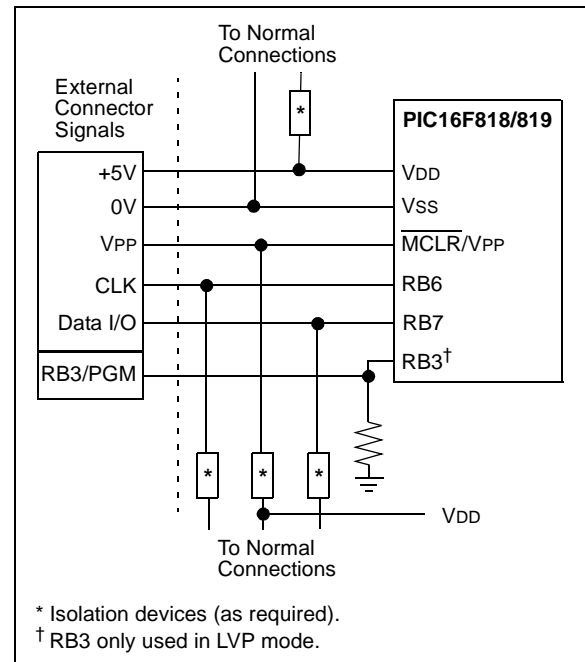 To Normal
Connections
External
Connector
Signals
*
PIC16F818/819
+5V
VDD
0V
VSS
VPP
MCLR/VPP
CLK
RB6
Data I/O
RB7
RB3†
RB3/PGM
* * *
VDD
To Normal
Connections
* Isolation devices (as required).
† RB3 only used in LVP mode.